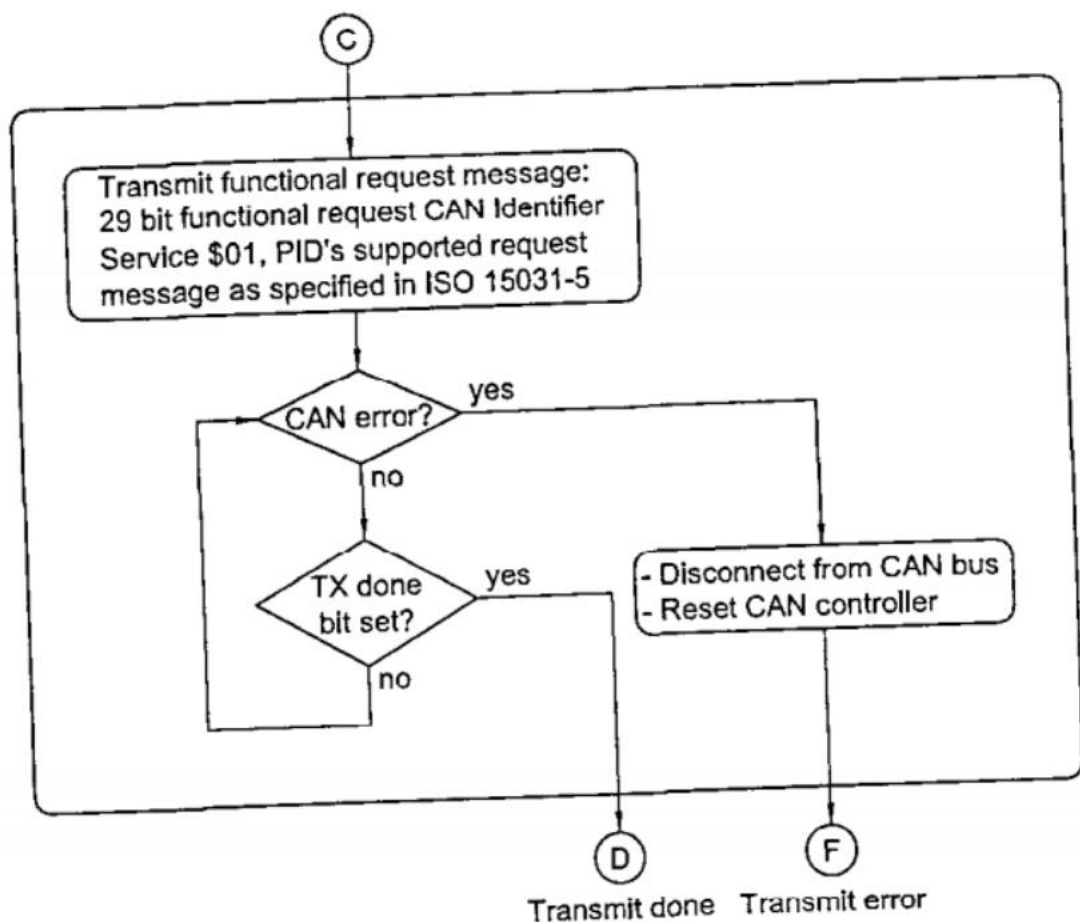 C
Transmit functional request message:
29 bit functional request CAN Identifier
Service $01, PID's supported request
message as specified in ISO 15031-5
CAN error?
yes
no
TX done
bit set?
yes
no
- Disconnect from CAN bus
- Reset CAN controller
D
F
Transmit done
Transmit error